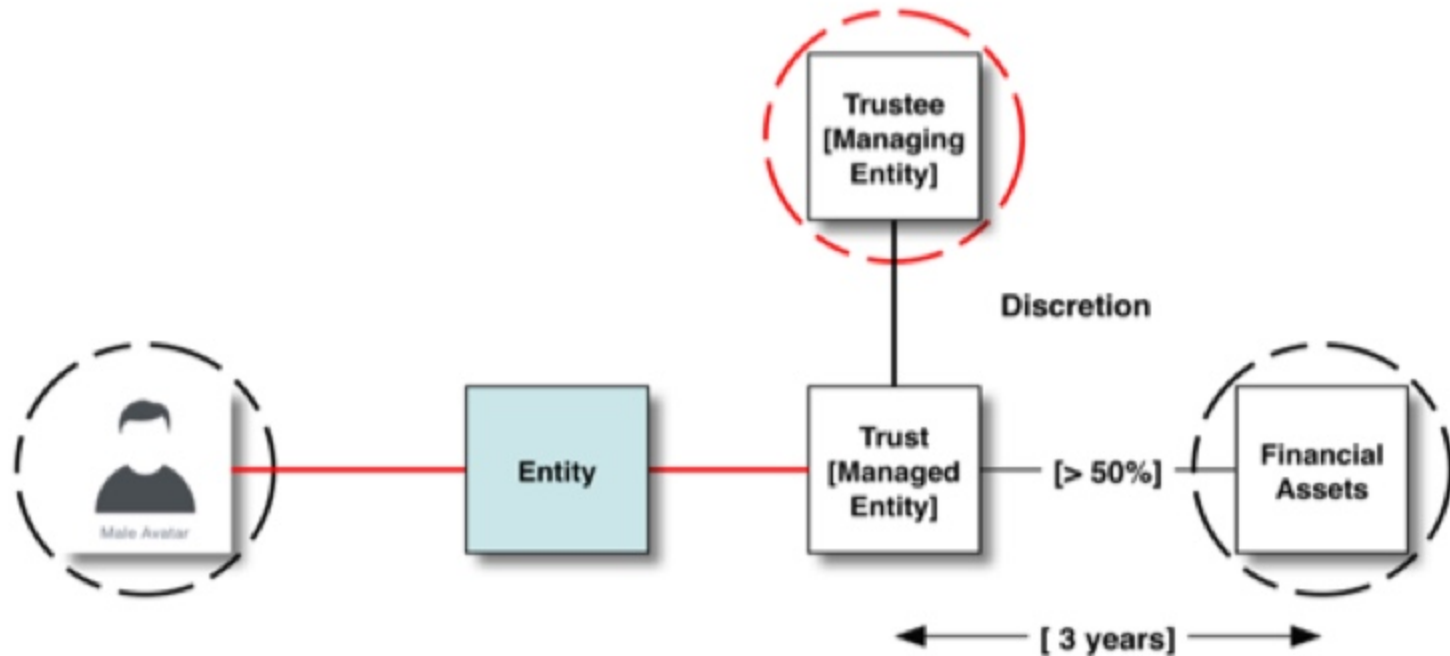 Trustee
[Managing
Entity]
Discretion
Male Avatar
Entity
Trust
[Managed
Entity]
[> 50%]
Financial
Assets
[ 3 years]